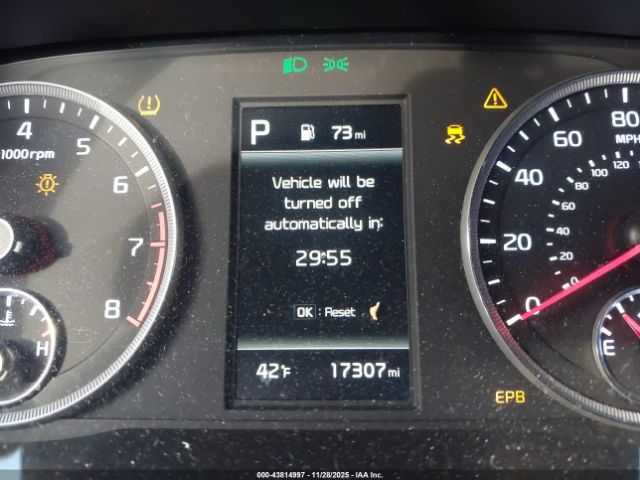 4
5
6
7
8
1000rpm
H
P 73 mi
Vehicle will be
turned off
automatically in:
29:55
OK : Reset
42°F 17307 mi
80
60
40
20
0
MPH
120
100
80
60
40
20
0
E
EPB
000-43814997 — 11/28/2025 — IAA Inc.